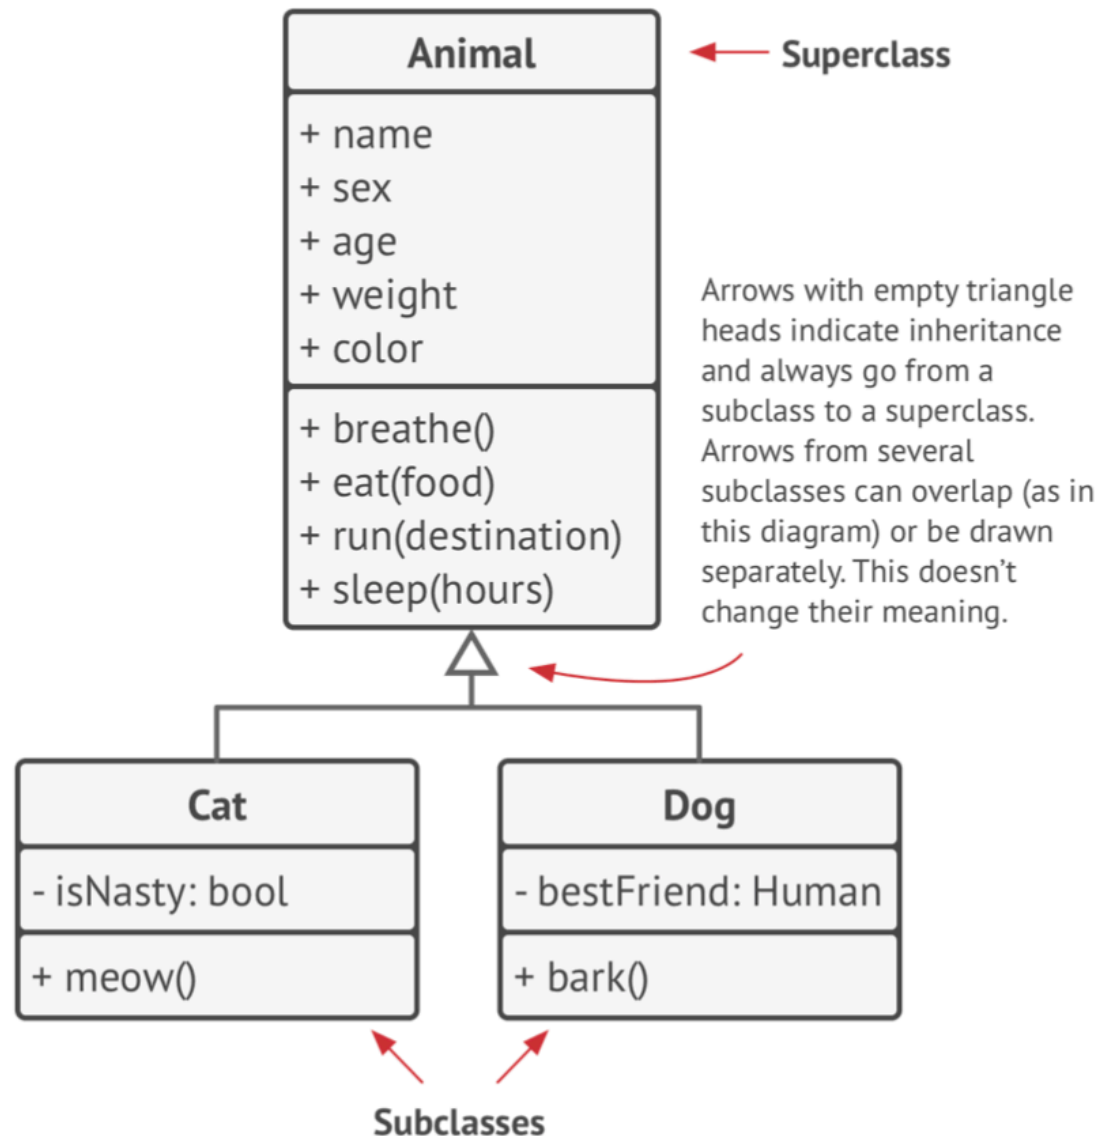 Animal
Superclass
+ name
+ sex
+ age
+ weight
+ color
+ breathe()
+ eat(food)
+ run(destination)
+ sleep(hours)
Arrows with empty triangle
heads indicate inheritance
and always go from a
subclass to a superclass.
Arrows from several
subclasses can overlap (as in
this diagram) or be drawn
separately. This doesn’t
change their meaning.
Cat
- isNasty: bool
+ meow()
Dog
- bestFriend: Human
+ bark()
Subclasses